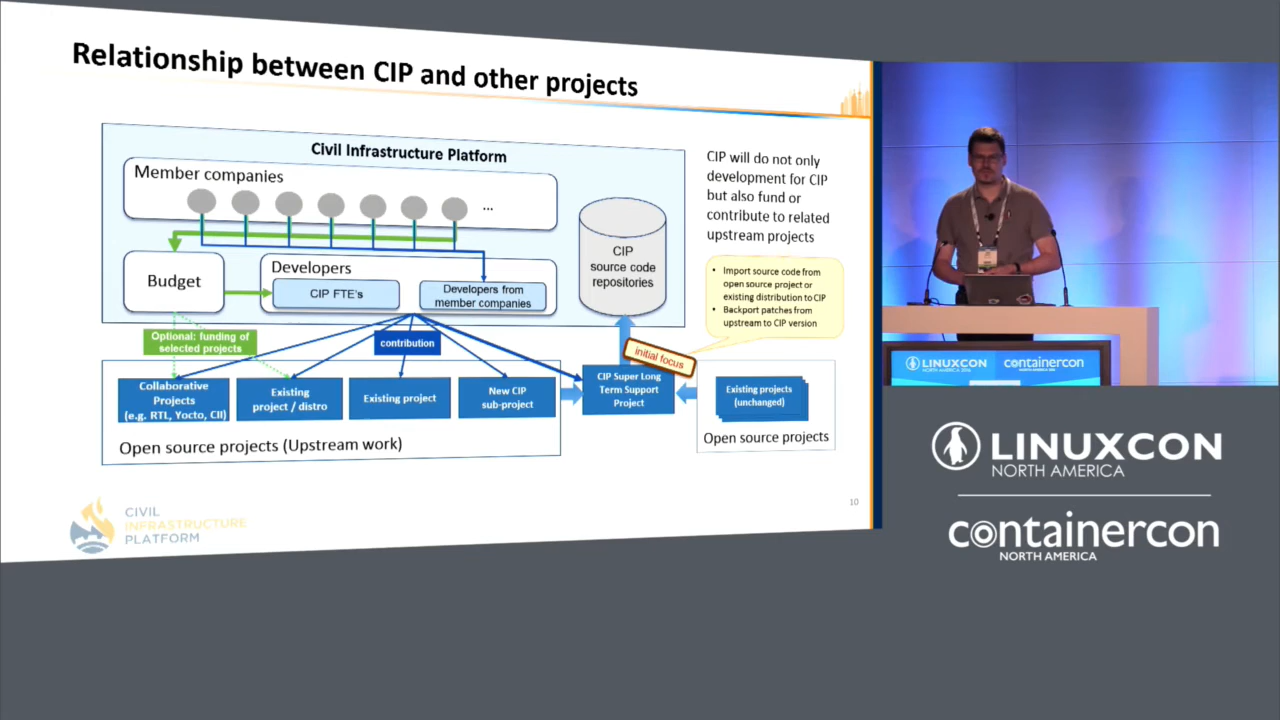 Relationship between CIP and other projects
Civil Infrastructure Platform
Member companies
...
Budget
Developers
CIP FTE's
Developers from
member companies
CIP
source code
repositories
CIP will do not only
development for CIP
but also fund or
contribute to related
upstream projects
• Import source code from
open source project or
existing distribution to CIP
• Backport patches from
upstream to CIP version
Optional: funding of
selected projects
contribution
initial focus
Collaborative
Projects
(e.g. RTL, Yocto, CII)
Existing
project / distro
Existing project
New CIP
sub-project
CIP Super Long
Term Support
Project
Existing projects
(unchanged)
Open source projects (Upstream work)
Open source projects
CIVIL
INFRASTRUCTURE
PLATFORM
10
LINUXCON
containercon
LINUXCON
NORTH AMERICA
containercon
NORTH AMERICA